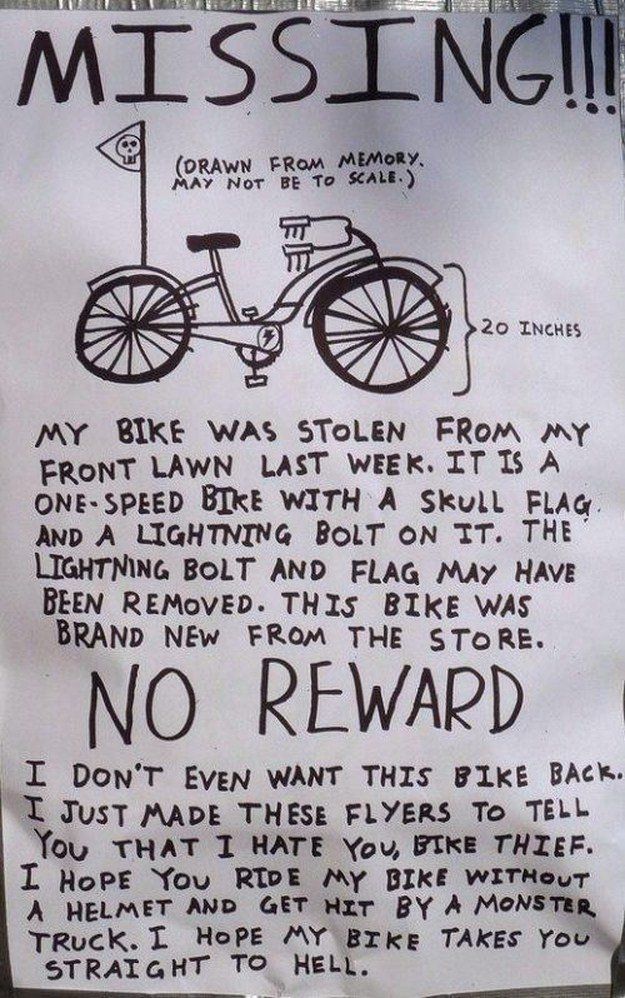 MISSING!!!
(DRAWN FROM MEMORY.
MAY NOT BE TO SCALE.)
20 INCHES
MY BIKE WAS STOLEN FROM MY
FRONT LAWN LAST WEEK. IT IS A
ONE-SPEED BIKE WITH A SKULL FLAG
AND A LIGHTNING BOLT ON IT. THE
LIGHTNING BOLT AND FLAG MAY HAVE
BEEN REMOVED. THIS BIKE WAS
BRAND NEW FROM THE STORE.
NO REWARD
I DON'T EVEN WANT THIS BIKE BACK.
I JUST MADE THESE FLYERS TO TELL
YOU THAT I HATE YOU, BIKE THIEF.
I HOPE YOU RIDE MY BIKE WITHOUT
A HELMET AND GET HIT BY A MONSTER
TRUCK. I HOPE MY BIKE TAKES YOU
STRAIGHT TO HELL.